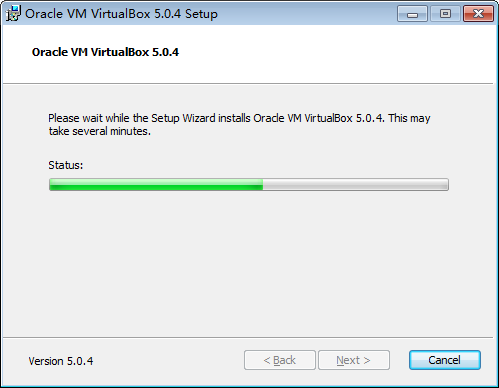 Oracle VM VirtualBox 5.0.4 Setup
Oracle VM VirtualBox 5.0.4
Please wait while the Setup Wizard installs Oracle VM VirtualBox 5.0.4. This may
take several minutes.
Status:
Version 5.0.4
< Back
Next >
Cancel